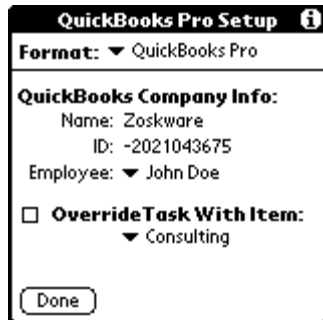 QuickBooks Pro Setup
Format: QuickBooks Pro
QuickBooks Company Info:
Name: Zoskware
ID: -2021043675
Employee: John Doe
OverrideTask With Item:
Consulting
Done